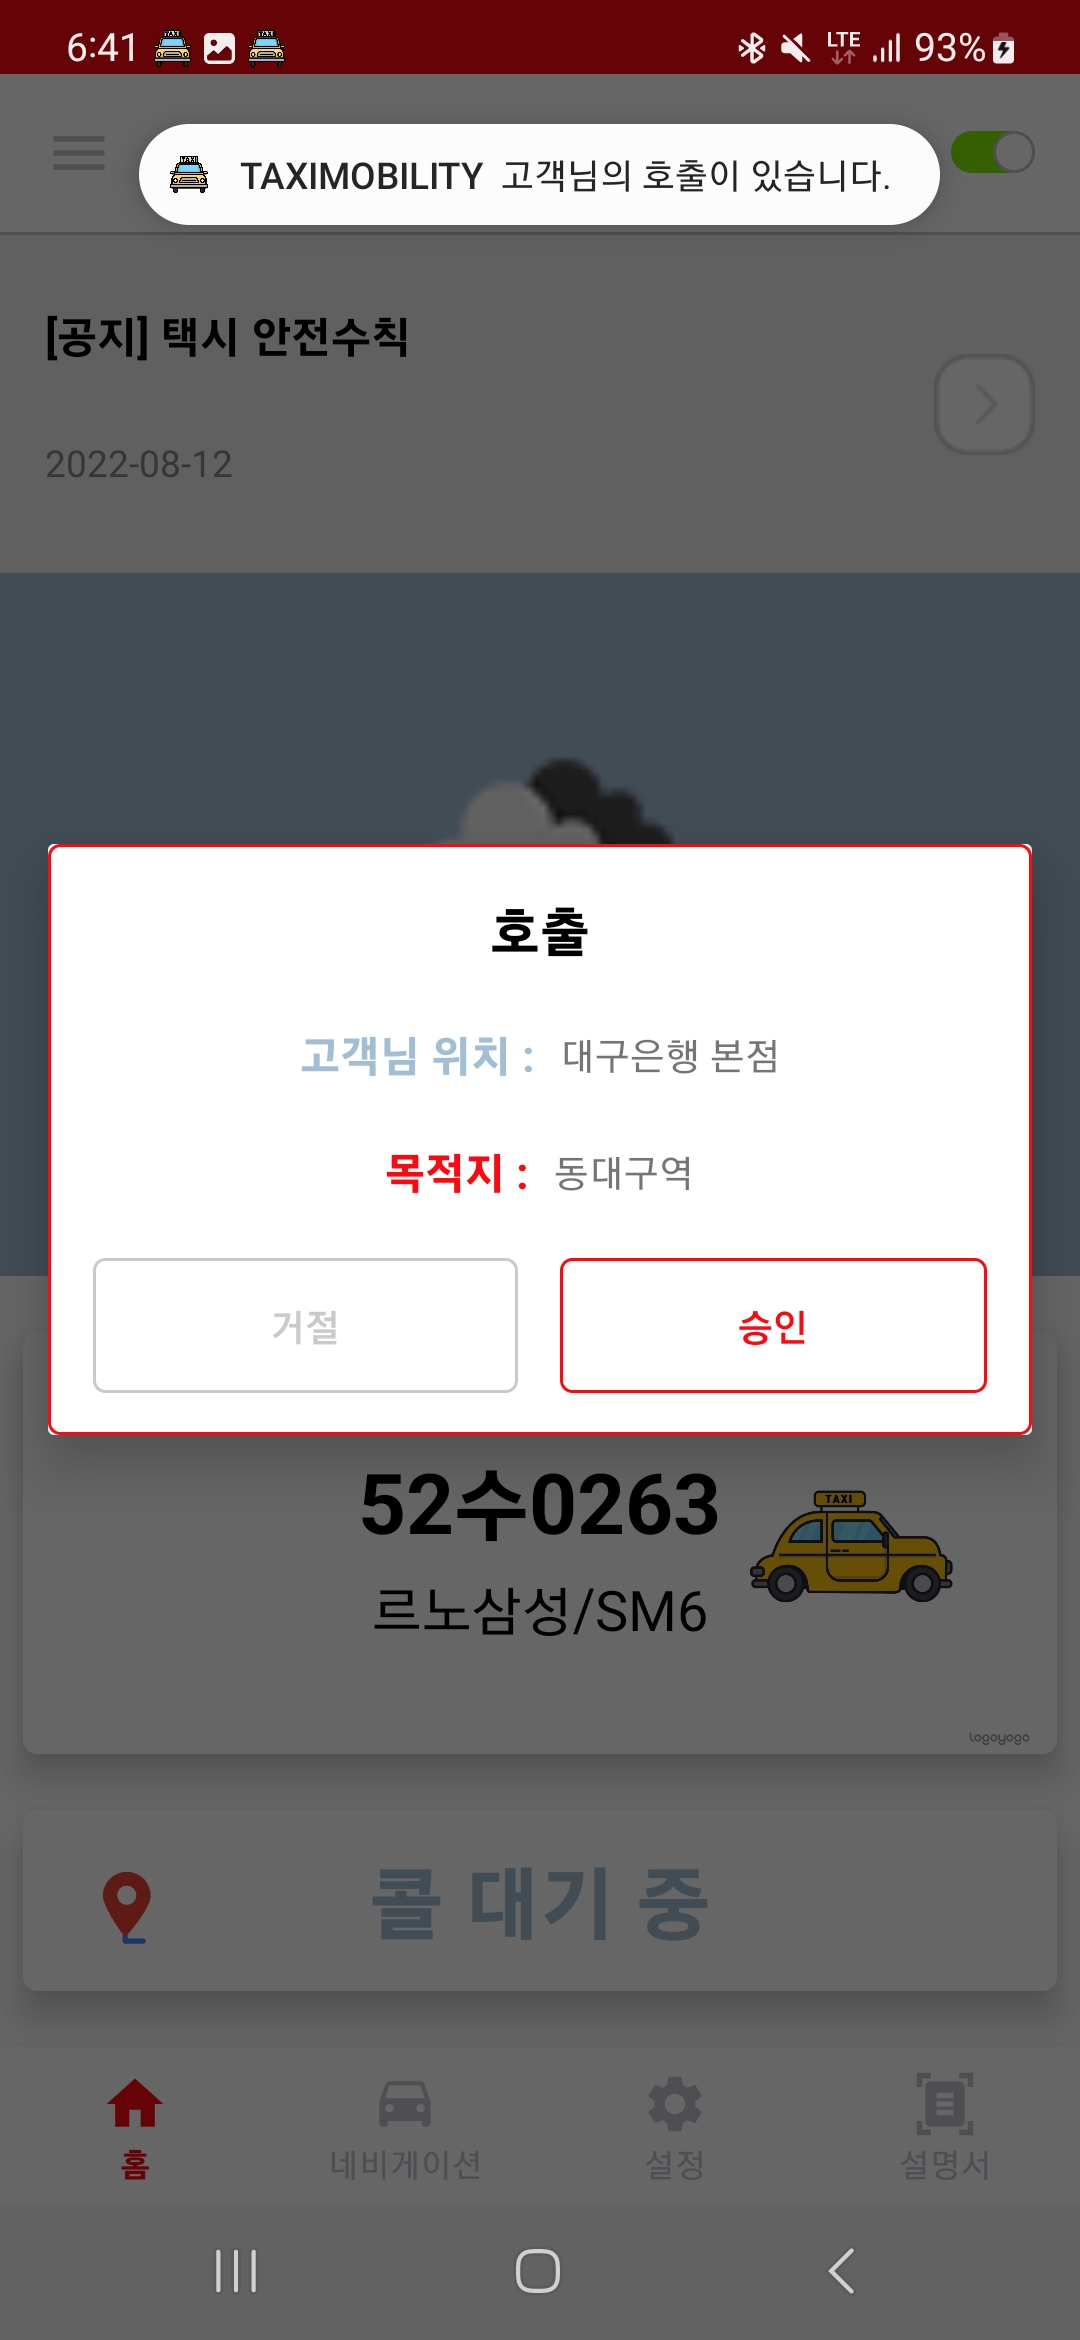 6:41 LTE 93%
TAXIMOBILITY 고객님의 호출이 있습니다.
[공지] 택시 안전수칙
2022-08-12
호출
고객님 위치 : 대구은행 본점
목적지 : 동대구역
거절 승인
52수0263
TAXI
르노삼성/SM6
logoyogo
콜 대기 중
홈 네비게이션 설정 설명서